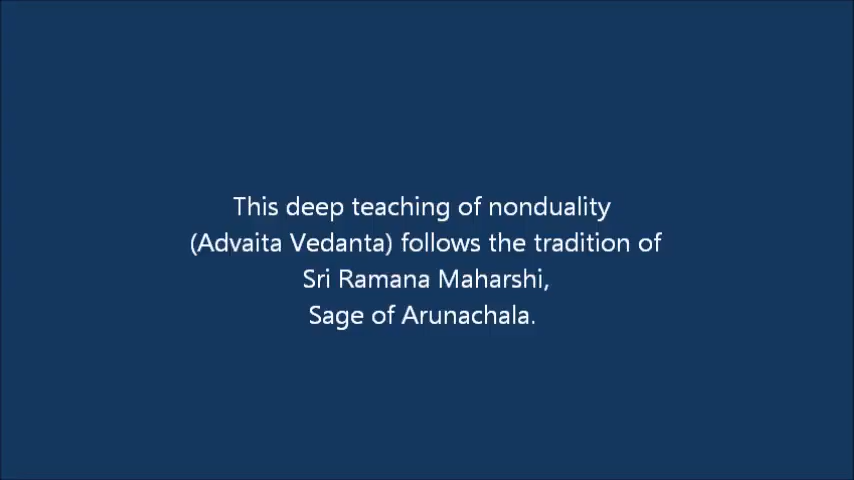 This deep teaching of nonduality
(Advaita Vedanta) follows the tradition of
Sri Ramana Maharshi,
Sage of Arunachala.